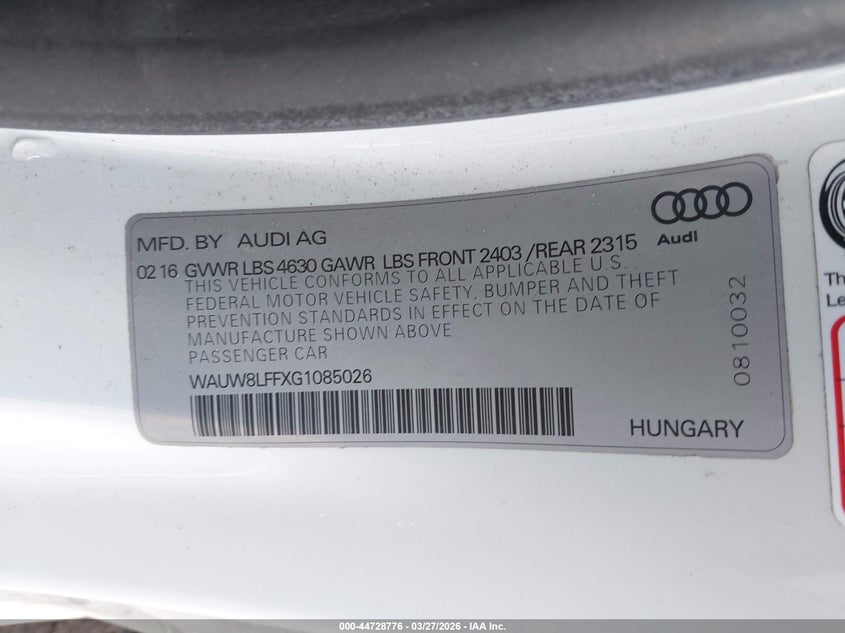 Audi
MFD. BY AUDI AG
02 16 GVWR LBS 4630 GAWR LBS FRONT 2403 / REAR 2315
THIS VEHICLE CONFORMS TO ALL APPLICABLE U.S.
FEDERAL MOTOR VEHICLE SAFETY, BUMPER AND THEFT
PREVENTION STANDARDS IN EFFECT ON THE DATE OF
MANUFACTURE SHOWN ABOVE
PASSENGER CAR
WAUW8LFFXG1085026
0810032
HUNGARY
Th
Le
000-44728776 — 03/27/2026 — IAA Inc.